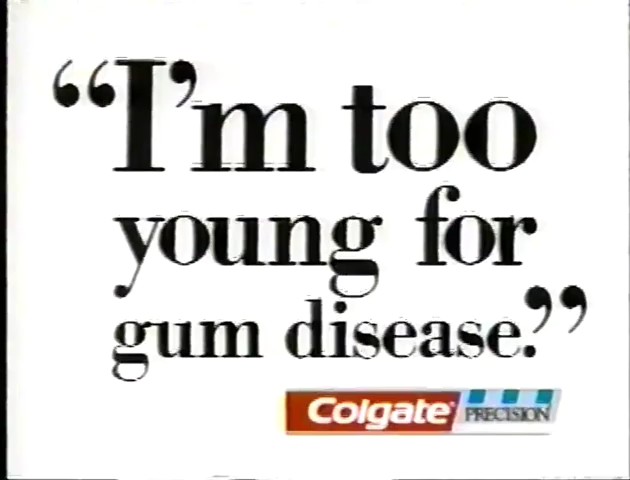 “I'm too
young for
gum disease.”
Colgate PRECISION